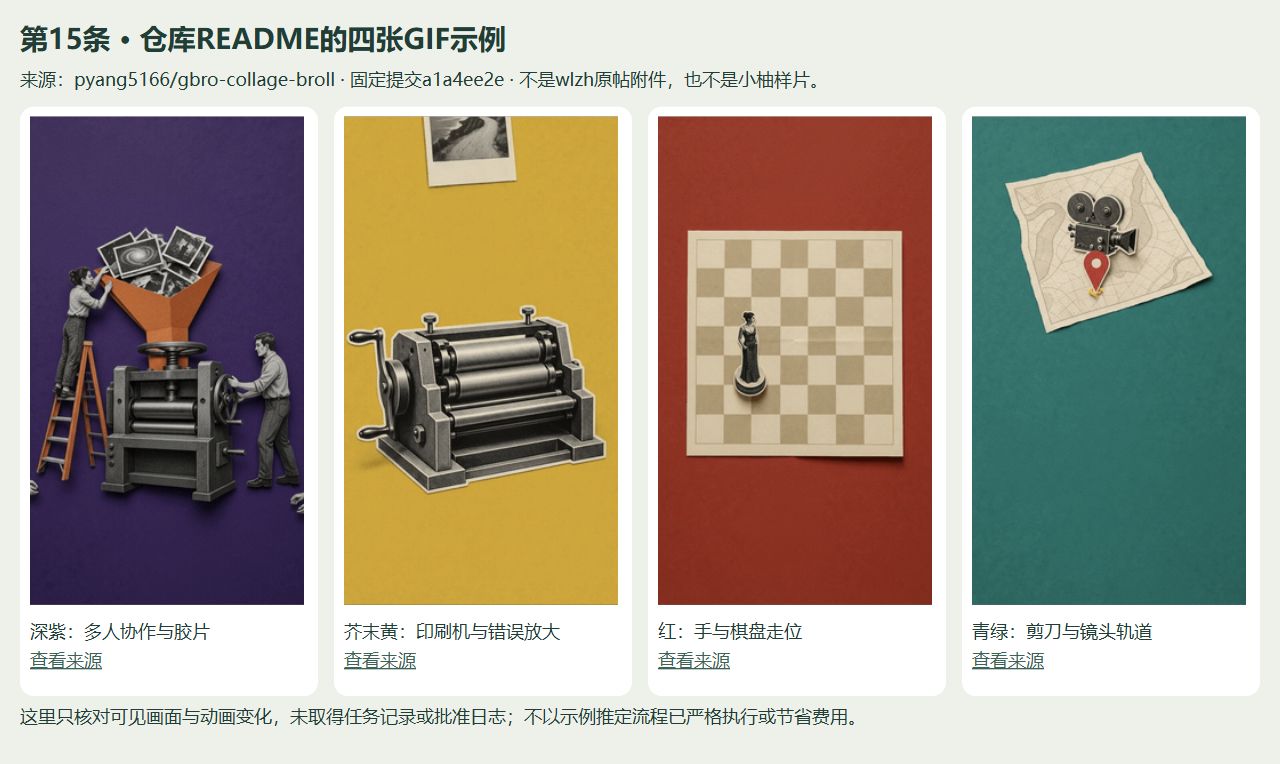 第15条 • 仓库README的四张GIF示例
来源：pyang5166/gbro-collage-broll · 固定提交a1a4ee2e · 不是wlzh原帖附件，也不是小柚样片。
深紫：多人协作与胶片
查看来源
芥末黄：印刷机与错误放大
查看来源
红：手与棋盘走位
查看来源
青绿：剪刀与镜头轨道
查看来源
这里只核对可见画面与动画变化，未取得任务记录或批准日志；不以示例推定流程已严格执行或节省费用。